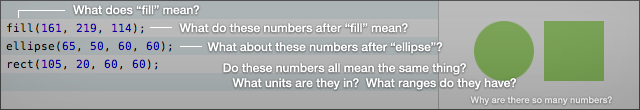 What does “fill” mean?
fill(161, 219, 114);
What do these numbers after “fill” mean?
ellipse(65, 50, 60, 60);
What about these numbers after “ellipse”?
rect(105, 20, 60, 60);
Do these numbers all mean the same thing?
What units are they in? What ranges do they have?
Why are there so many numbers?